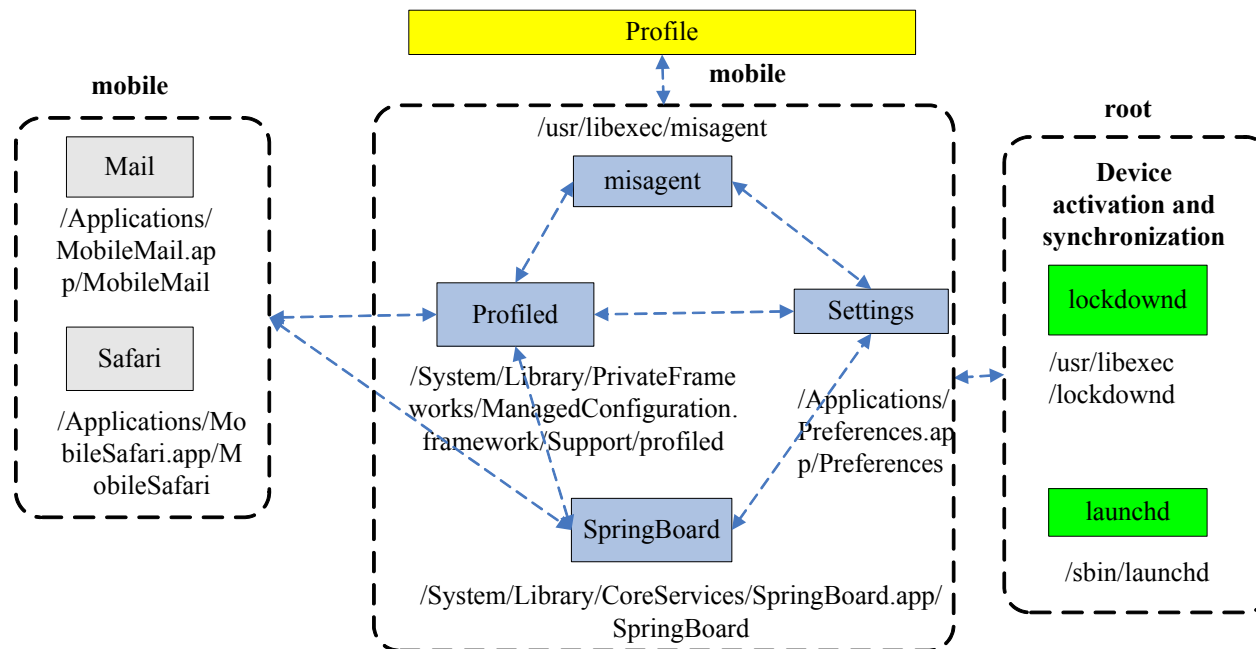 Profile
mobile
mobile
Mail
/Applications/
MobileMail.ap
p/MobileMail
Safari
/Applications/Mo
bileSafari.app/M
obileSafari
/usr/libexec/misagent
misagent
Profiled
Settings
/System/Library/PrivateFrame
works/ManagedConfiguration.
framework/Support/profiled
/Applications/
Preferences.ap
p/Preferences
SpringBoard
/System/Library/CoreServices/SpringBoard.app/
SpringBoard
root
Device
activation and
synchronization
lockdownd
/usr/libexec
/lockdownd
launchd
/sbin/launchd